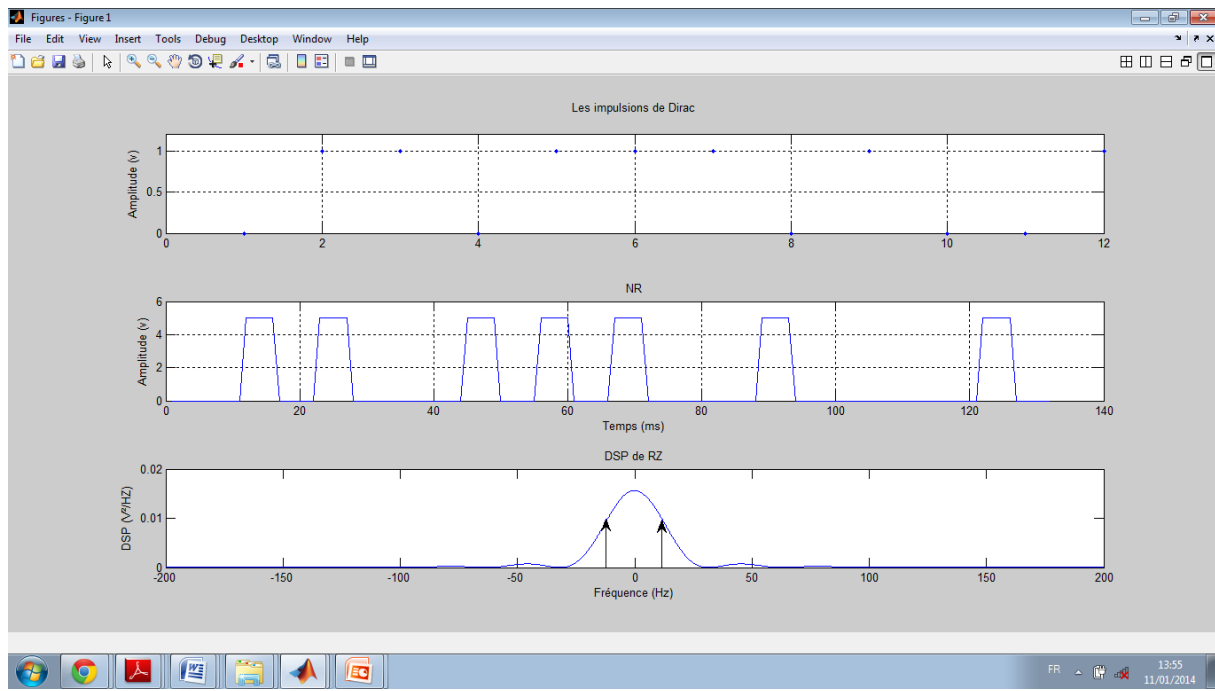 Figures - Figure 1
File Edit View Insert Tools Debug Desktop Window Help
Les impulsions de Dirac
Amplitude (v)
1
0.5
0
0 2 4 6 8 10 12
NR
Amplitude (v)
6
4
2
0
0 20 40 60 80 100 120 140
Temps (ms)
DSP de RZ
DSP (V²/HZ)
0.02
0.01
0
-200 -150 -100 -50 0 50 100 150 200
Fréquence (Hz)
FR
13:55
11/01/2014